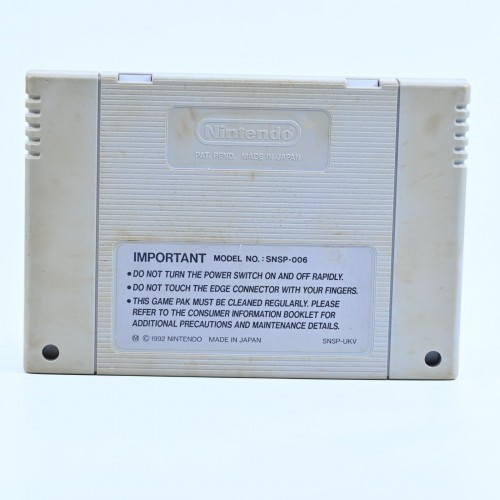 Nintendo
PAT. PEND. MADE IN JAPAN
IMPORTANT MODEL NO. : SNSP-006
● DO NOT TURN THE POWER SWITCH ON AND OFF RAPIDLY.
● DO NOT TOUCH THE EDGE CONNECTOR WITH YOUR FINGERS.
● THIS GAME PAK MUST BE CLEANED REGULARLY. PLEASE
REFER TO THE CONSUMER INFORMATION BOOKLET FOR
ADDITIONAL PRECAUTIONS AND MAINTENANCE DETAILS.
Ⓜ © 1992 NINTENDO MADE IN JAPAN SNSP-UKV